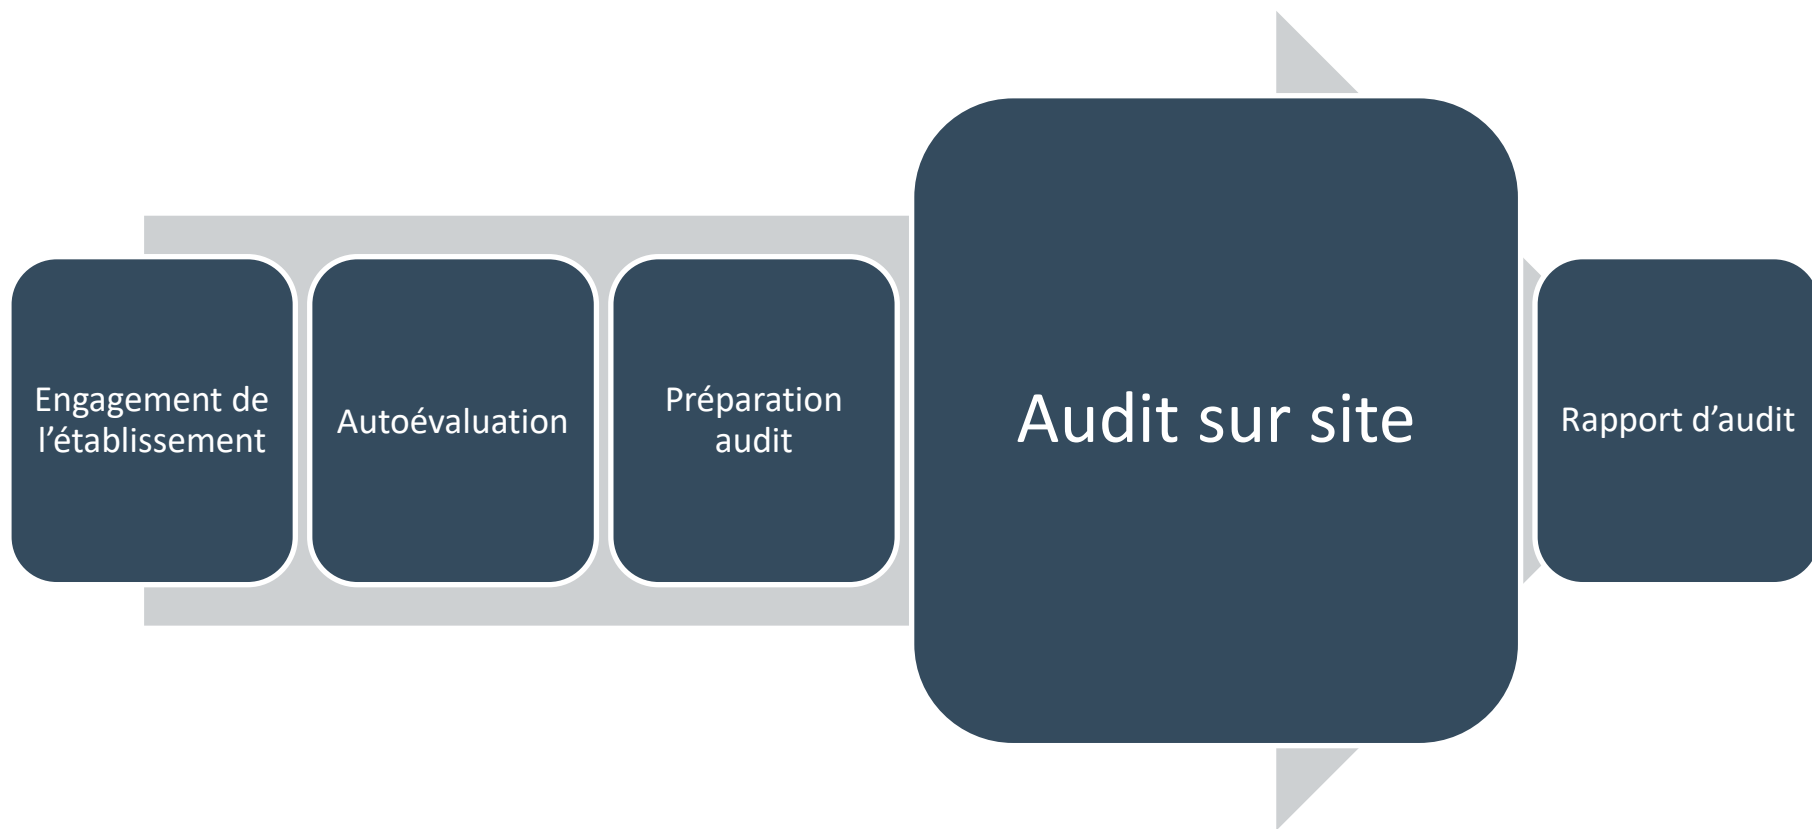 Engagement de
l’établissement
Autoévaluation
Préparation
audit
Audit sur site
Rapport d’audit